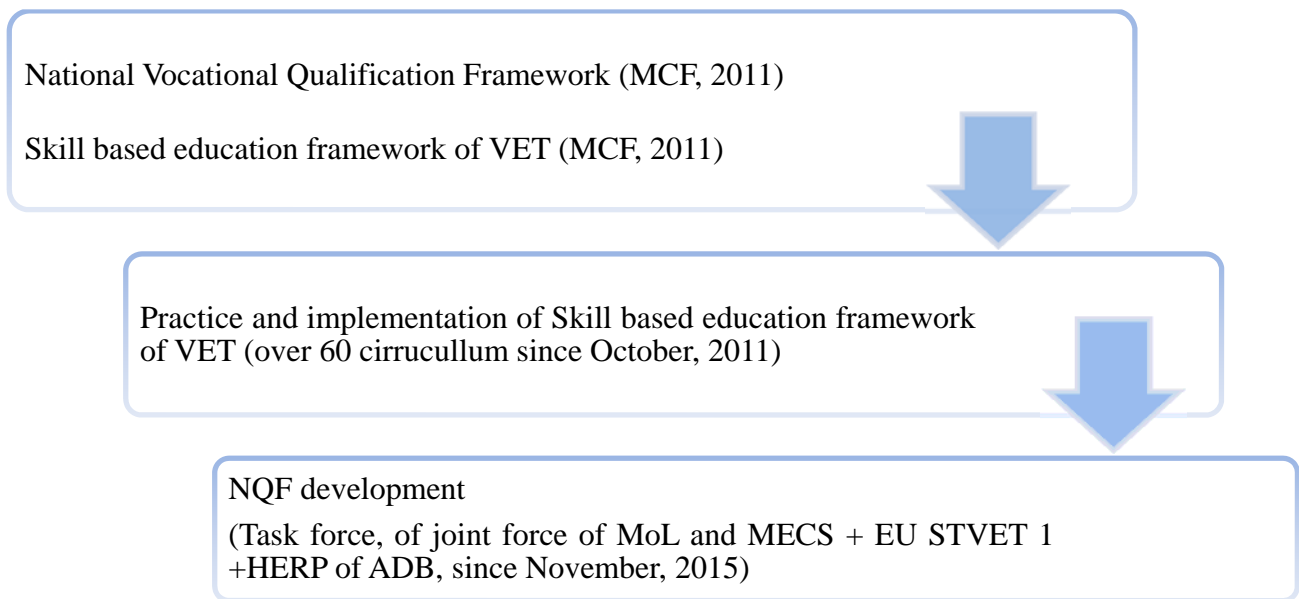 National Vocational Qualification Framework (MCF, 2011)
Skill based education framework of VET (MCF, 2011)
Practice and implementation of Skill based education framework
of VET (over 60 cirrucullum since October, 2011)
NQF development
(Task force, of joint force of MoL and MECS + EU STVET 1
+HERP of ADB, since November, 2015)